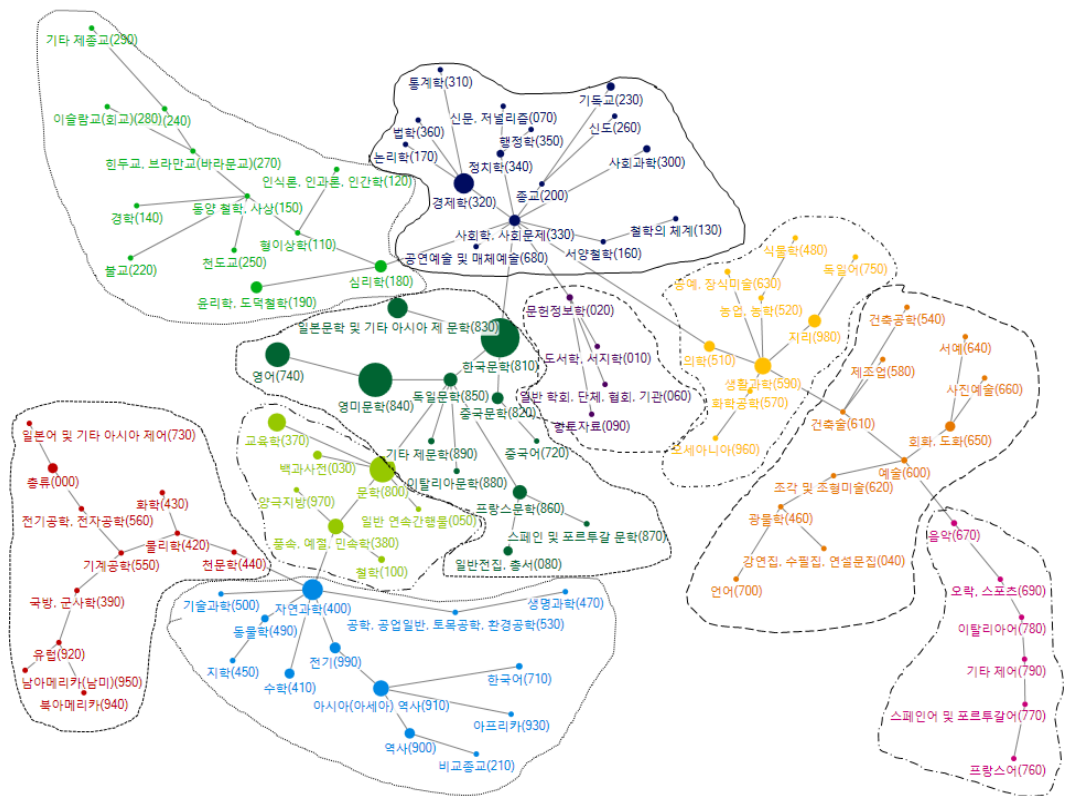 기타 제종교(290)
이슬람교(회교)(280)
(240)
힌두교, 브라만교(바라문교)(270)
인식론, 인과론, 인간학(120)
경학(140)
동양 철학, 사상(150)
형이상학(110)
불교(220)
천도교(250)
심리학(180)
윤리학, 도덕철학(190)
통계학(310)
신문, 저널리즘(070)
기독교(230)
법학(360)
행정학(350)
신도(260)
논리학(170)
정치학(340)
사회과학(300)
경제학(320)
종교(200)
사회학, 사회문제(330)
철학의 체계(130)
공연예술 및 매체예술(680)
서양철학(160)
식물학(480)
독일어(750)
공예, 장식미술(630)
농업, 농학(520)
지리(980)
의학(510)
생활과학(590)
화학공학(570)
오세아니아(960)
문헌정보학(020)
도서학, 서지학(010)
일반 학회, 단체, 협회, 기관(060)
향토자료(090)
일본문학 및 기타 아시아 제 문학(830)
한국문학(810)
영어(740)
영미문학(840)
독일문학(850)
중국문학(820)
기타 제문학(890)
중국어(720)
이탈리아문학(880)
프랑스문학(860)
스페인 및 포르투갈 문학(870)
일반전집, 총서(080)
교육학(370)
백과사전(030)
문학(800)
양극지방(970)
일반 연속간행물(050)
풍속, 예절, 민속학(380)
철학(100)
건축공학(540)
서예(640)
제조업(580)
사진예술(660)
건축술(610)
회화, 도화(650)
예술(600)
조각 및 조형미술(620)
광물학(460)
강연집, 수필집, 연설문집(040)
언어(700)
음악(670)
오락, 스포츠(690)
이탈리아어(780)
기타 제어(790)
스페인어 및 포르투갈어(770)
프랑스어(760)
일본어 및 기타 아시아 제어(730)
총류(000)
화학(430)
전기공학, 전자공학(560)
물리학(420)
기계공학(550)
천문학(440)
국방, 군사학(390)
유럽(920)
남아메리카(남미)(950)
북아메리카(940)
기술과학(500)
자연과학(400)
생명과학(470)
동물학(490)
공학, 공업일반, 토목공학, 환경공학(530)
지학(450)
전기(990)
수학(410)
한국어(710)
아시아(아세아) 역사(910)
아프리카(930)
역사(900)
비교종교(210)